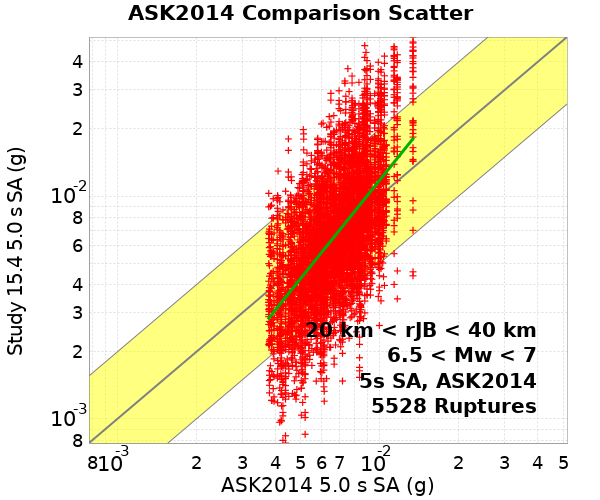 ASK2014 Comparison Scatter
Study 15.4 5.0 s SA (g)
4
3
2
10-2
8
6
4
3
2
10-3
8
20 km < rJB < 40 km
6.5 < Mw < 7
5s SA, ASK2014
5528 Ruptures
8 10-3 2 3 4 5 6 7 10-2 2 3 4 5
ASK2014 5.0 s SA (g)